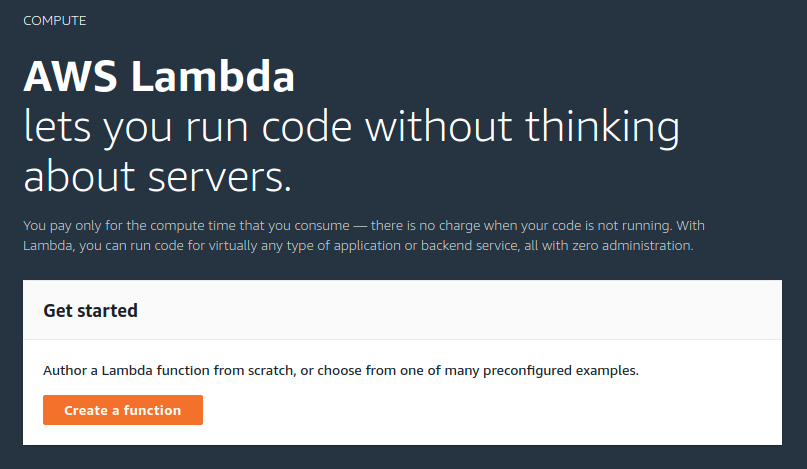 COMPUTE
AWS Lambda
lets you run code without thinking
about servers.
You pay only for the compute time that you consume — there is no charge when your code is not running. With
Lambda, you can run code for virtually any type of application or backend service, all with zero administration.
Get started
Author a Lambda function from scratch, or choose from one of many preconfigured examples.
Create a function